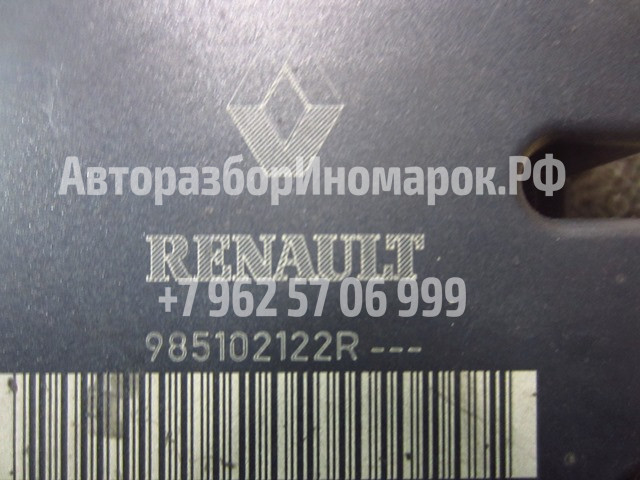 АвторазборИномарок.РФ
RENAULT
+7 962 57 06 999
985102122R ---